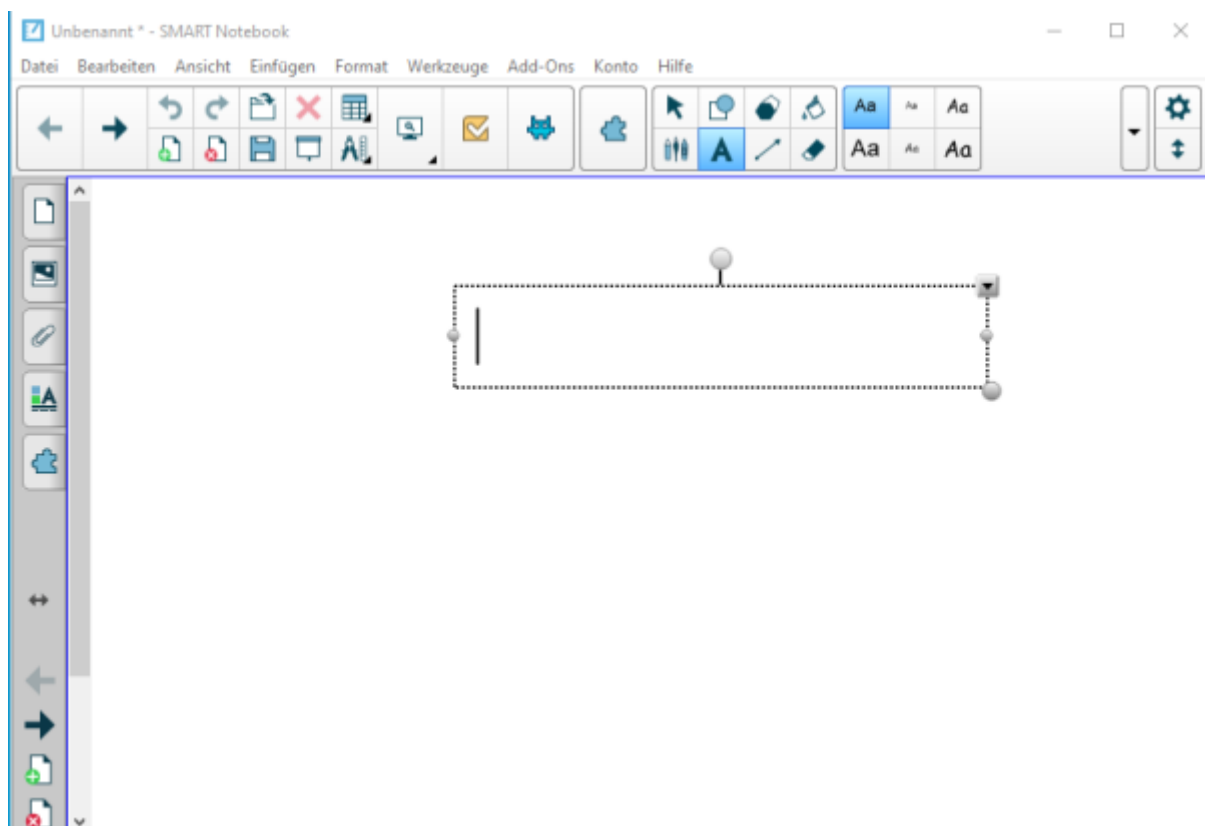 Unbenannt * - SMART Notebook
Datei Bearbeiten Ansicht Einfügen Format Werkzeuge Add-Ons Konto Hilfe
Aa Aa Aa
A Aa Aa Aa
A